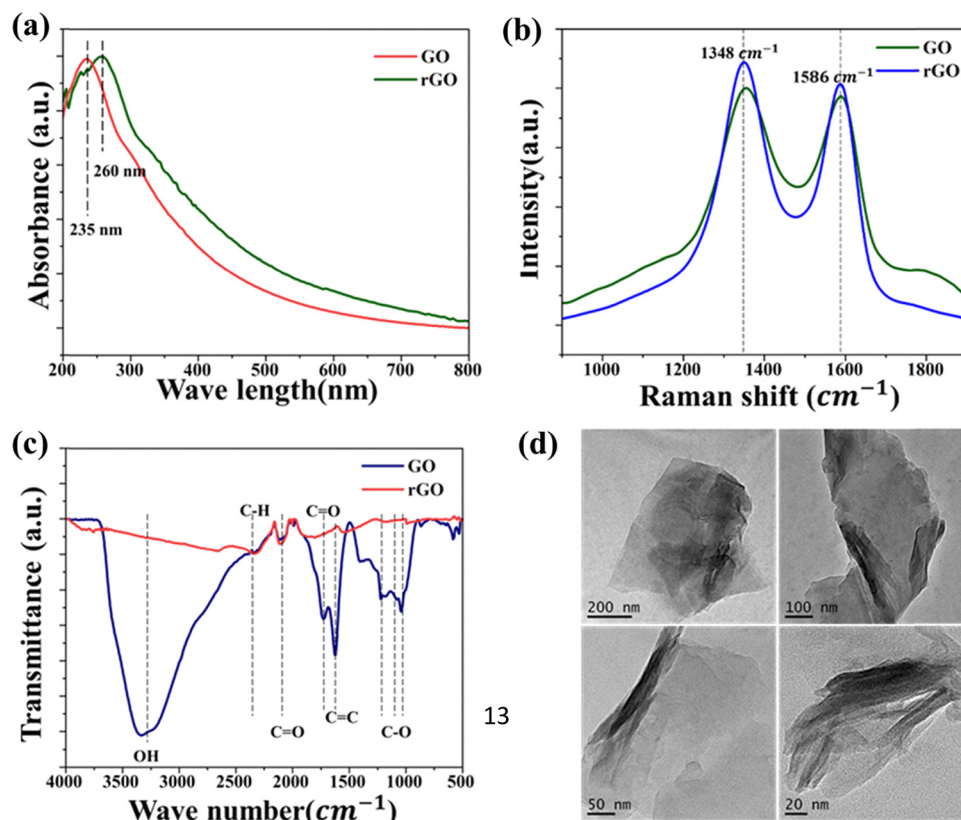 (a)
GO
rGO
260 nm
235 nm
Absorbance (a.u.)
200 300 400 500 600 700 800
Wave length(nm)
(b)
1348 cm⁻¹
1586 cm⁻¹
GO
rGO
Intensity(a.u.)
1000 1200 1400 1600 1800
Raman shift (cm⁻¹)
(c)
GO
rGO
C-H
C=O
Transmittance (a.u.)
C=C
OH
C=O
C-O
4000 3500 3000 2500 2000 1500 1000 500
Wave number(cm⁻¹)
13
(d)
200 nm
100 nm
50 nm
20 nm